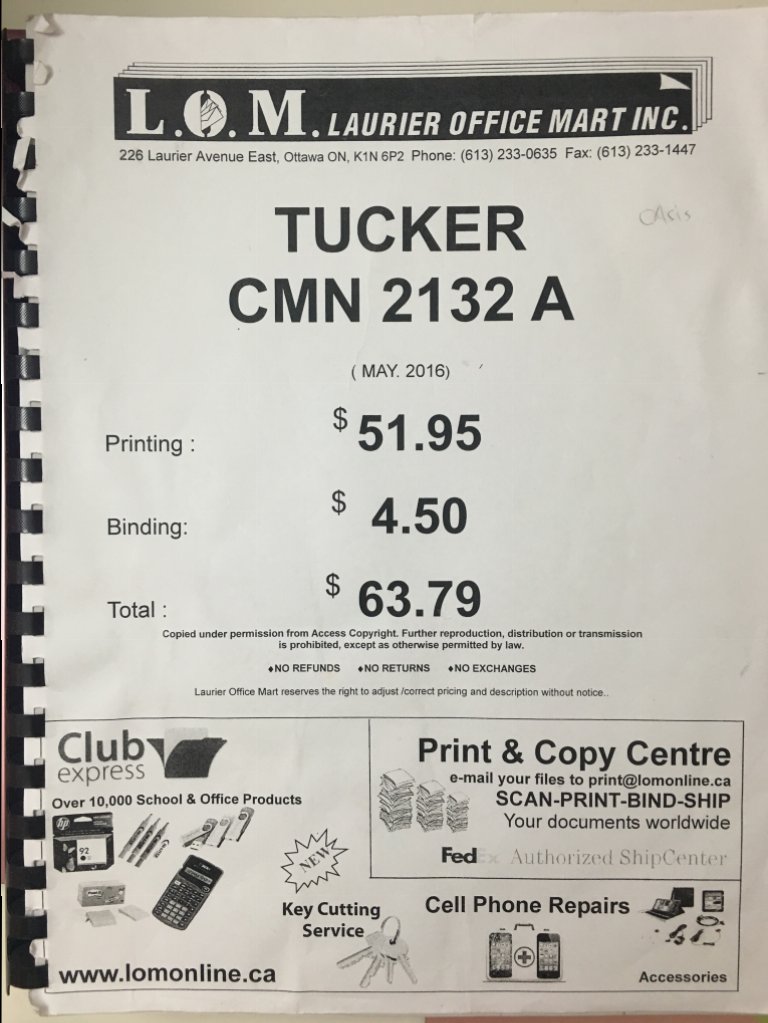 L.O.M. LAURIER OFFICE MART INC.
226 Laurier Avenue East, Ottawa ON, K1N 6P2 Phone: (613) 233-0635 Fax: (613) 233-1447
OAsis
TUCKER
CMN 2132 A
( MAY. 2016)
Printing : $ 51.95
Binding: $ 4.50
Total : $ 63.79
Copied under permission from Access Copyright. Further reproduction, distribution or transmission
is prohibited, except as otherwise permitted by law.
♦NO REFUNDS ♦NO RETURNS ♦NO EXCHANGES
Laurier Office Mart reserves the right to adjust /correct pricing and description without notice..
Club
express
Over 10,000 School & Office Products
hp
92
NEW
Key Cutting
Service
www.lomonline.ca
Print & Copy Centre
e-mail your files to print@lomonline.ca
SCAN-PRINT-BIND-SHIP
Your documents worldwide
FedEx Authorized ShipCenter
Cell Phone Repairs
Accessories